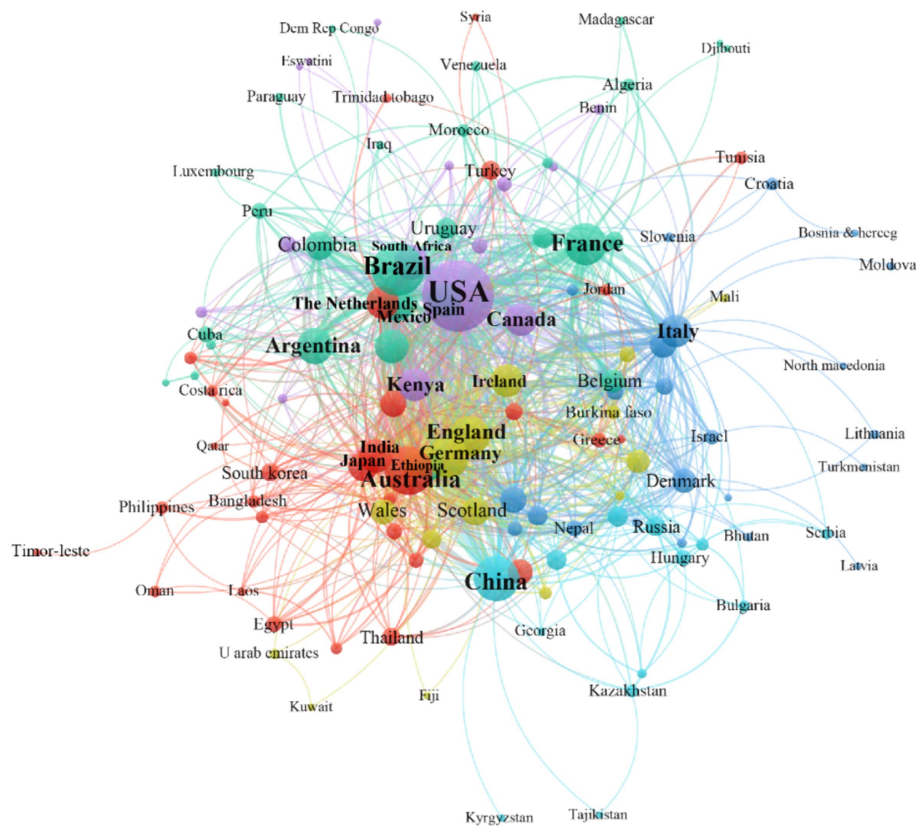 Syria
Madagascar
Dem Rep Congo
Djibouti
Eswatini
Venezuela
Algeria
Paraguay
Trinidad tobago
Benin
Morocco
Iraq
Tunisia
Luxembourg
Turkey
Croatia
Peru
Uruguay
Bosnia & herceg
Colombia
South Africa
France
Slovenia
Brazil
Moldova
USA
Jordan
The Netherlands
Spain
Mali
Mexico
Canada
Cuba
Argentina
Italy
North macedonia
Costa rica
Kenya
Ireland
Belgium
Burkina faso
England
Lithuania
Qatar
India
Greece
Israel
Germany
Japan
Ethiopia
Turkmenistan
South korea
Australia
Denmark
Bangladesh
Philippines
Wales
Scotland
Russia
Nepal
Bhutan
Serbia
Timor-leste
Hungary
Latvia
China
Oman
Laos
Bulgaria
Egypt
Thailand
Georgia
U arab emirates
Kazakhstan
Fiji
Kuwait
Kyrgyzstan
Tajikistan